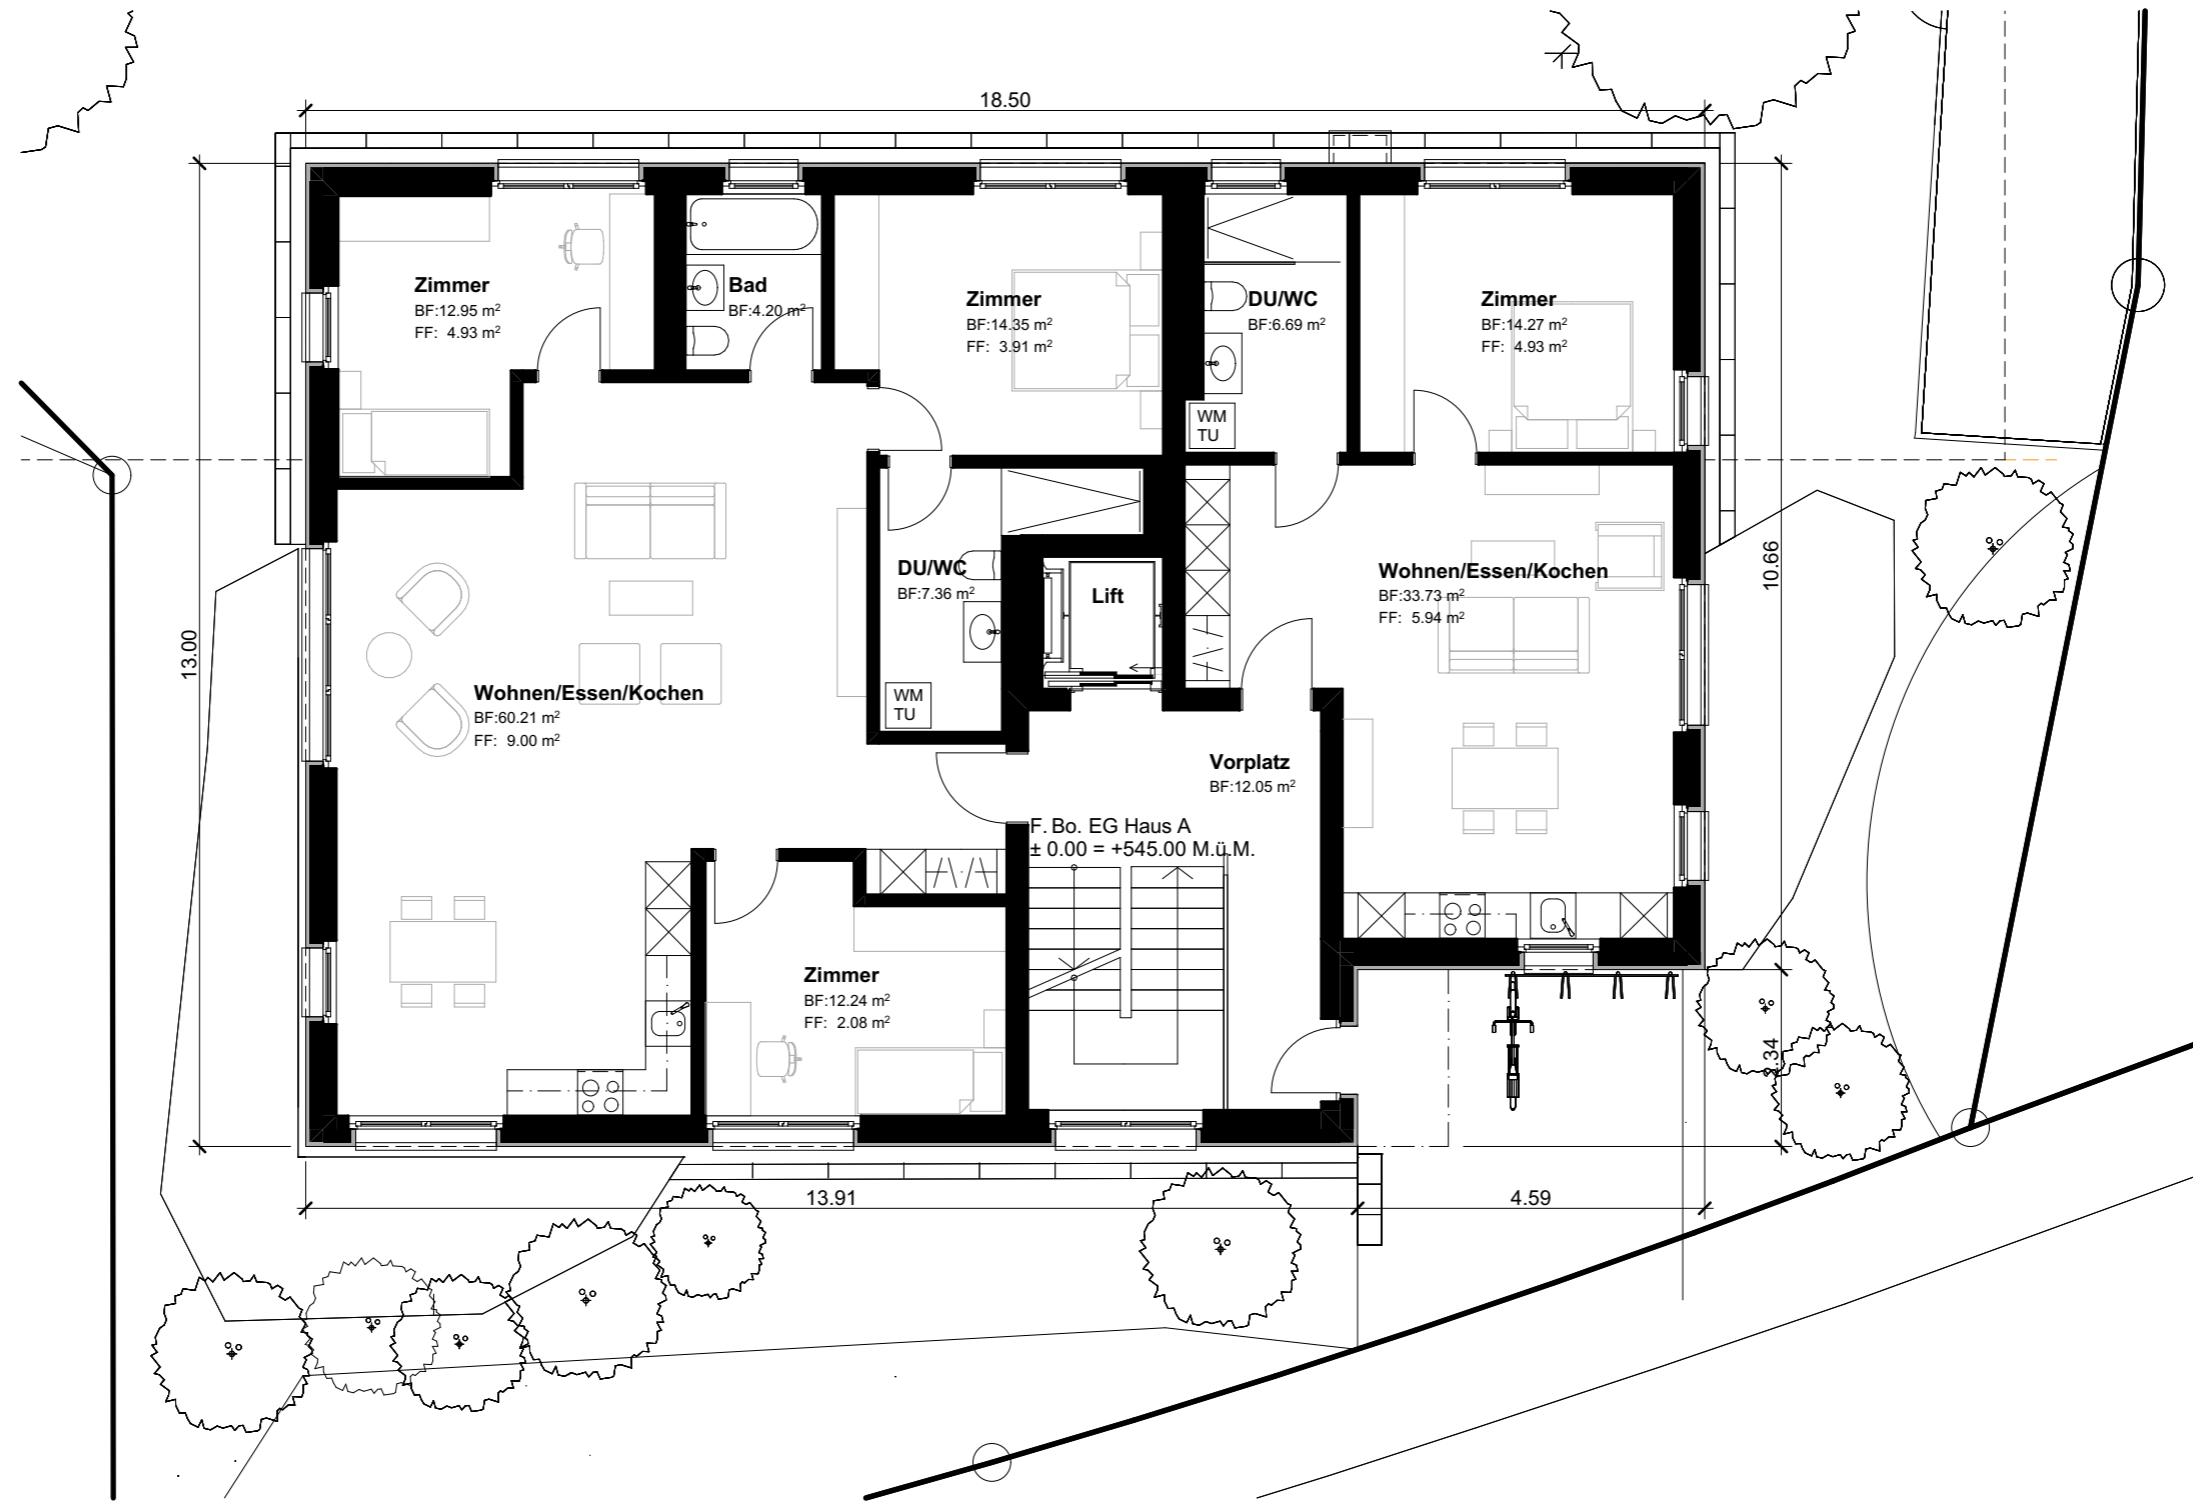 18.50
Zimmer
BF:12.95 m²
FF: 4.93 m²
Bad
BF:4.20 m²
Zimmer
BF:14.35 m²
FF: 3.91 m²
DU/WC
BF:6.69 m²
Zimmer
BF:14.27 m²
FF: 4.93 m²
WM
TU
DU/WC
BF:7.36 m²
Lift
Wohnen/Essen/Kochen
BF:33.73 m²
FF: 5.94 m²
10.66
13.00
Wohnen/Essen/Kochen
BF:60.21 m²
FF: 9.00 m²
WM
TU
Vorplatz
BF:12.05 m²
F. Bo. EG Haus A
± 0.00 = +545.00 M.ü.M.
Zimmer
BF:12.24 m²
FF: 2.08 m²
13.91
4.59